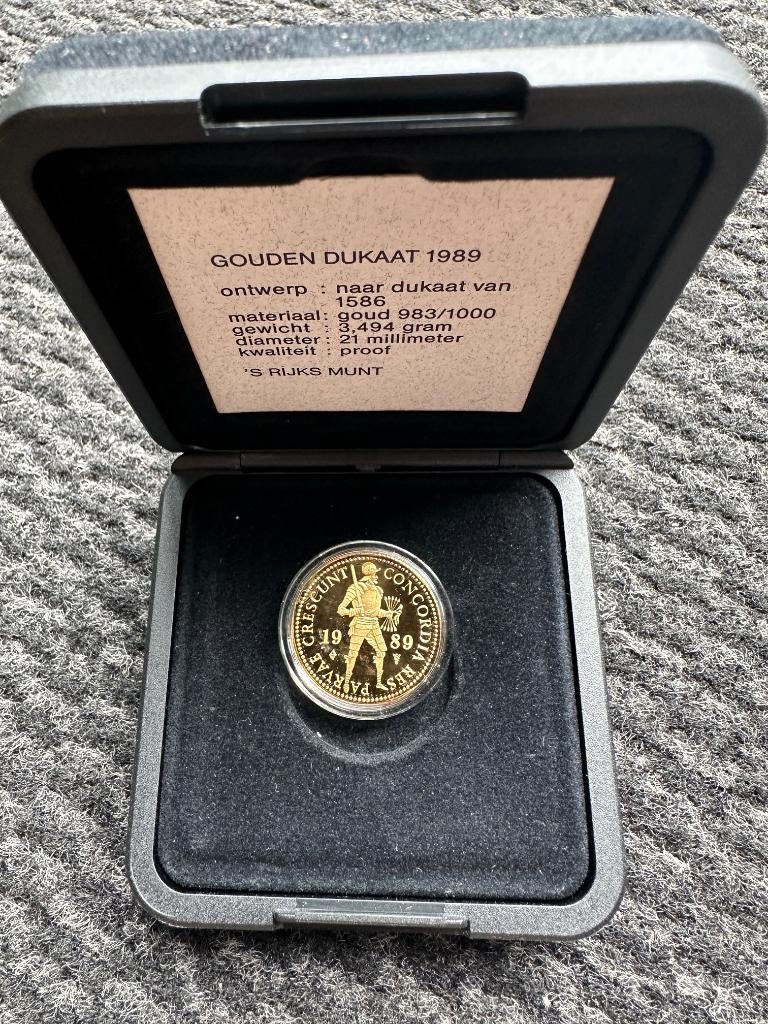 GOUDEN DUKAAT 1989
ontwerp : naar dukaat van
1586
materiaal: goud 983/1000
gewicht : 3,494 gram
diameter : 21 millimeter
kwaliteit : proof
'S RIJKS MUNT
CONCORDIA RES PARVAE CRESCUNT
19 89